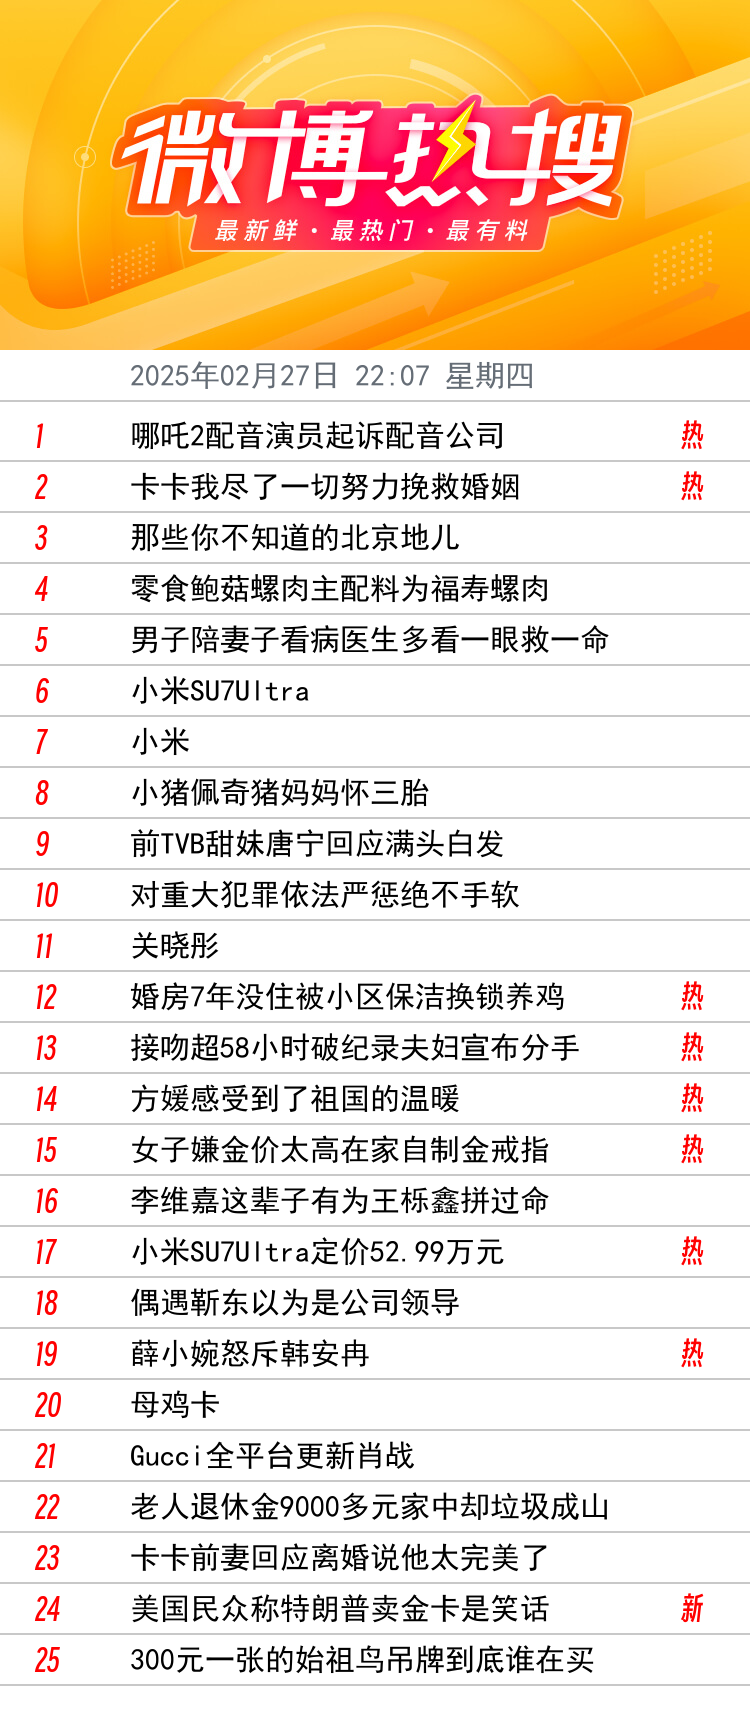 微博热搜
最新鲜·最热门·最有料
2025年02月27日 22:07 星期四
1 哪吒2配音演员起诉配音公司 热
2 卡卡我尽了一切努力挽救婚姻 热
3 那些你不知道的北京地儿
4 零食鲍菇螺肉主配料为福寿螺肉
5 男子陪妻子看病医生多看一眼救一命
6 小米SU7Ultra
7 小米
8 小猪佩奇猪妈妈怀三胎
9 前TVB甜妹唐宁回应满头白发
10 对重大犯罪依法严惩绝不手软
11 关晓彤
12 婚房7年没住被小区保洁换锁养鸡 热
13 接吻超58小时破纪录夫妇宣布分手 热
14 方媛感受到了祖国的温暖 热
15 女子嫌金价太高在家自制金戒指 热
16 李维嘉这辈子有为王栎鑫拼过命
17 小米SU7Ultra定价52.99万元 热
18 偶遇靳东以为是公司领导
19 薛小婉怒斥韩安冉 热
20 母鸡卡
21 Gucci全平台更新肖战
22 老人退休金9000多元家中却垃圾成山
23 卡卡前妻回应离婚说他太完美了
24 美国民众称特朗普卖金卡是笑话 新
25 300元一张的始祖鸟吊牌到底谁在买